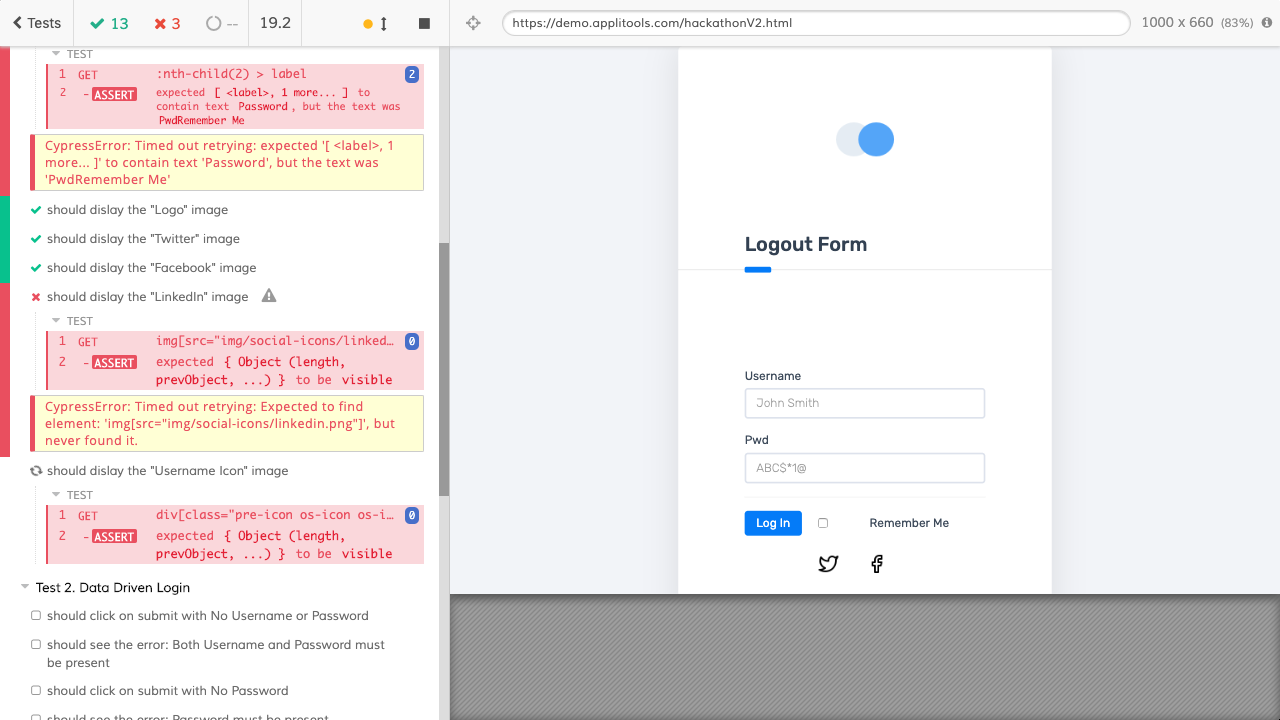 Tests 13 3 -- 19.2
https://demo.applitools.com/hackathonV2.html 1000 x 660 (83%)
TEST
1 GET :nth-child(2) > label 2
2 - ASSERT expected [ <label>, 1 more... ] to
contain text Password, but the text was
PwdRemember Me
CypressError: Timed out retrying: expected '[ <label>, 1
more... ]' to contain text 'Password', but the text was
'PwdRemember Me'
should dislay the "Logo" image
should dislay the "Twitter" image
should dislay the "Facebook" image
should dislay the "LinkedIn" image
TEST
1 GET img[src="img/social-icons/linked… 0
2 - ASSERT expected { Object (length,
prevObject, ...) } to be visible
CypressError: Timed out retrying: Expected to find
element: 'img[src="img/social-icons/linkedin.png"]', but
never found it.
should dislay the "Username Icon" image
TEST
1 GET div[class="pre-icon os-icon os-i… 0
2 - ASSERT expected { Object (length,
prevObject, ...) } to be visible
Test 2. Data Driven Login
should click on submit with No Username or Password
should see the error: Both Username and Password must
be present
should click on submit with No Password
should see the error: Password must be present
Logout Form
Username
John Smith
Pwd
ABC$*1@
Log In Remember Me